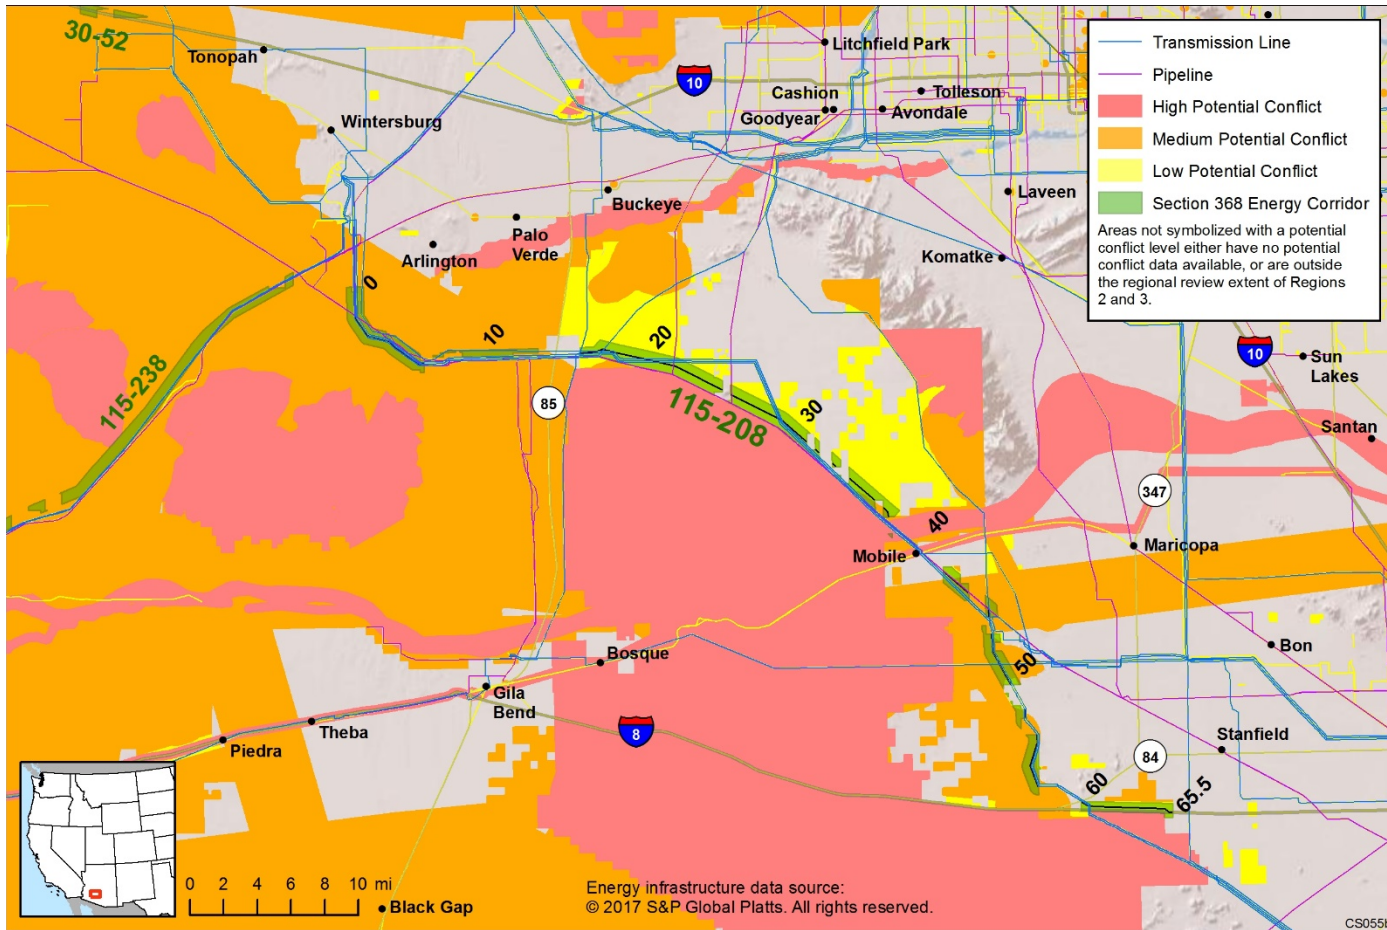 30-52
Tonopah
Wintersburg
10
Litchfield Park
Cashion
Tolleson
Goodyear
Avondale
Buckeye
Laveen
Palo
Verde
Arlington
Komatke
Transmission Line
Pipeline
High Potential Conflict
Medium Potential Conflict
Low Potential Conflict
Section 368 Energy Corridor
Areas not symbolized with a potential
conflict level either have no potential
conflict data available, or are outside
the regional review extent of Regions
2 and 3.
0
10
20
30
40
50
60
65.5
115-238
115-208
85
10
Sun
Lakes
Santan
347
Maricopa
Mobile
Bon
Bosque
Gila
Bend
Theba
Piedra
8
Stanfield
84
0 2 4 6 8 10 mi
Black Gap
Energy infrastructure data source:
© 2017 S&P Global Platts. All rights reserved.